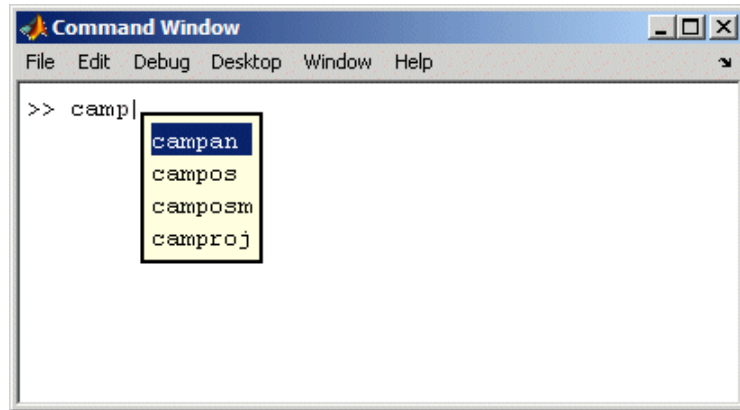 Command Window
File Edit Debug Desktop Window Help
>> camp
campan
campos
camposm
camproj